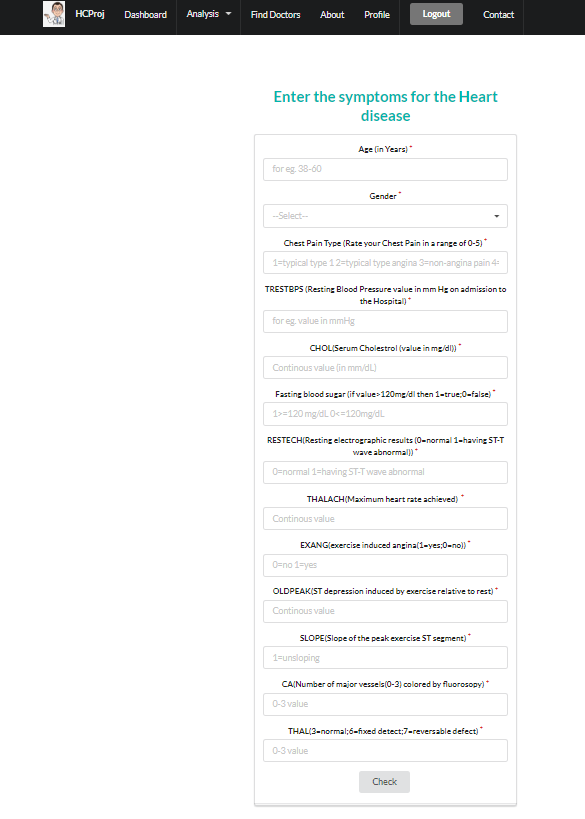 HCProj Dashboard Analysis Find Doctors About Profile Logout Contact
Enter the symptoms for the Heart
disease
Age (in Years) *
for eg. 38-60
Gender *
--Select--
Chest Pain Type (Rate your Chest Pain in a range of 0-5) *
1=typical type 1 2=typical type angina 3=non-angina pain 4=
TRESTBPS (Resting Blood Pressure value in mm Hg on admission to
the Hospital) *
for eg. value in mmHg
CHOL(Serum Cholestrol (value in mg/dl)) *
Continous value (in mm/dL)
Fasting blood sugar (if value>120mg/dl then 1=true;0=false) *
1>=120 mg/dL 0<=120mg/dL
RESTECH(Resting electrographic results (0=normal 1=having ST-T
wave abnormal)) *
0=normal 1=having ST-T wave abnormal
THALACH(Maximum heart rate achieved) *
Continous value
EXANG(exercise induced angina(1=yes;0=no)) *
0=no 1=yes
OLDPEAK(ST depression induced by exercise relative to rest) *
Continous value
SLOPE(Slope of the peak exercise ST segment) *
1=unsloping
CA(Number of major vessels(0-3) colored by fluorosopy) *
0-3 value
THAL(3=normal;6=fixed detect;7=reversable defect) *
0-3 value
Check